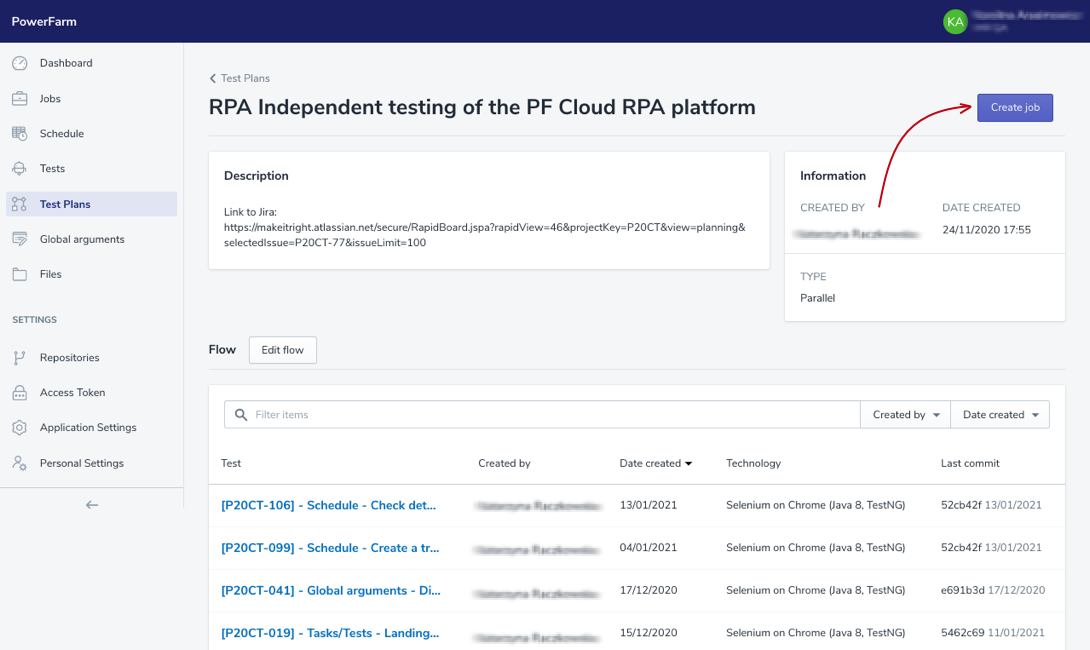 PowerFarm
KA
Dashboard
Jobs
Schedule
Tests
Test Plans
Global arguments
Files
SETTINGS
Repositories
Access Token
Application Settings
Personal Settings
Test Plans
RPA Independent testing of the PF Cloud RPA platform
Create job
Description
Link to Jira:
https://makeitright.atlassian.net/secure/RapidBoard.jspa?rapidView=46&projectKey=P20CT&view=planning&
selectedIssue=P20CT-77&issueLimit=100
Information
CREATED BY DATE CREATED
24/11/2020 17:55
TYPE
Parallel
Flow Edit flow
Filter items Created by Date created
Test Created by Date created Technology Last commit
[P20CT-106] - Schedule - Check det... 13/01/2021 Selenium on Chrome (Java 8, TestNG) 52cb42f 13/01/2021
[P20CT-099] - Schedule - Create a tr... 04/01/2021 Selenium on Chrome (Java 8, TestNG) 52cb42f 13/01/2021
[P20CT-041] - Global arguments - Di... 17/12/2020 Selenium on Chrome (Java 8, TestNG) e691b3d 17/12/2020
[P20CT-019] - Tasks/Tests - Landing... 15/12/2020 Selenium on Chrome (Java 8, TestNG) 5462c69 11/01/2021